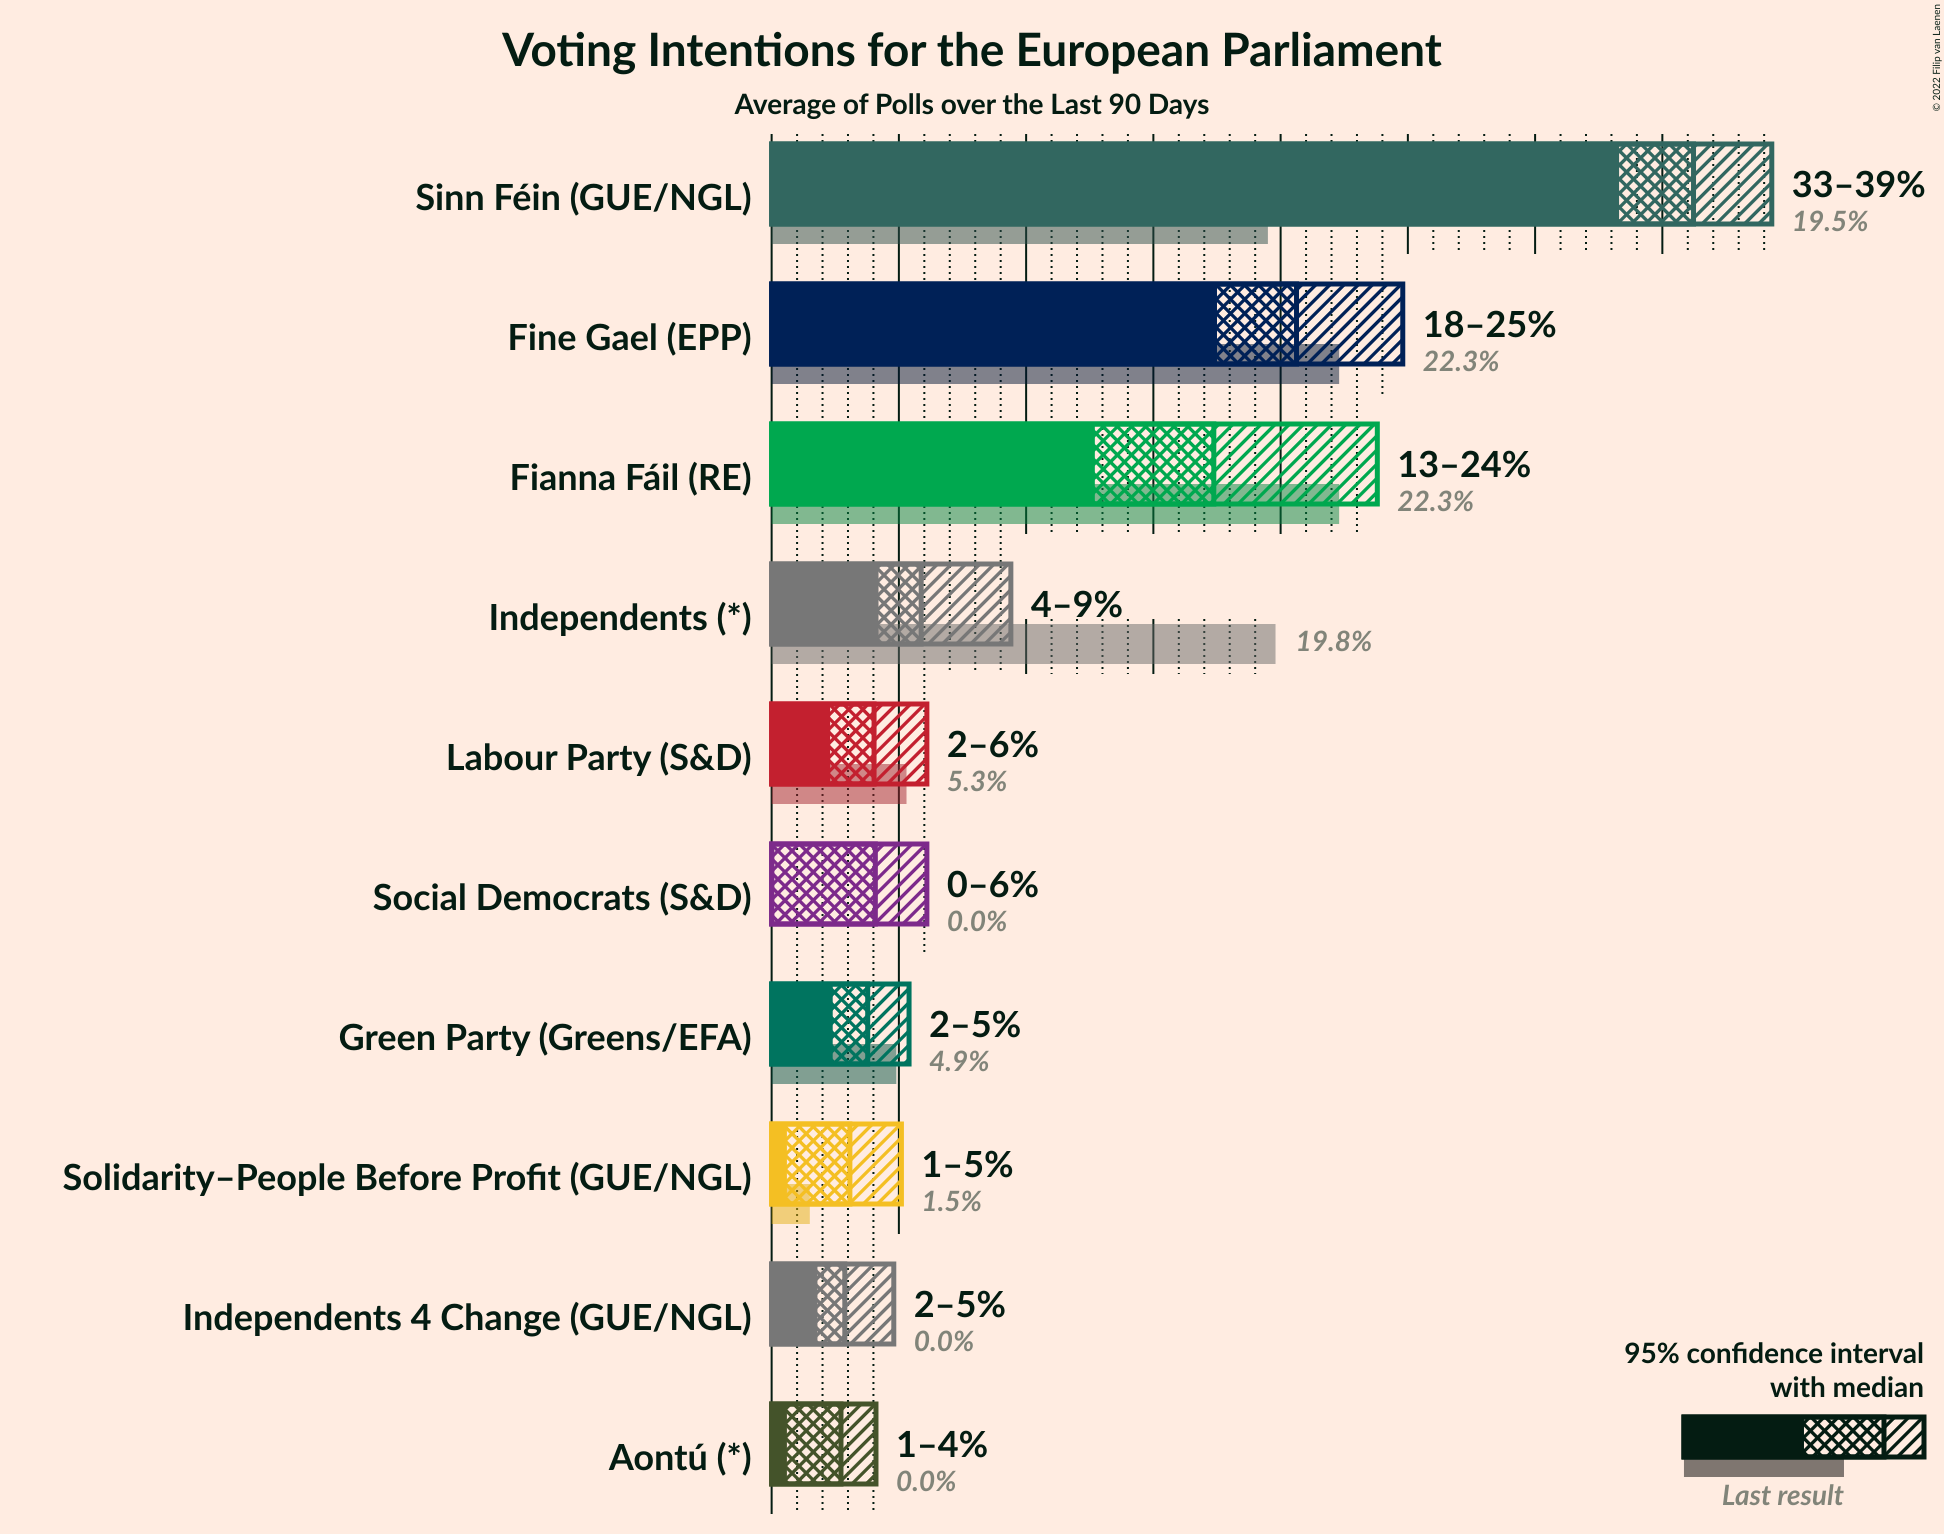 Voting Intentions for the European Parliament
Average of Polls over the Last 90 Days
© 2022 Filip van Laenen
Sinn Féin (GUE/NGL)
33–39%
19.5%
Fine Gael (EPP)
18–25%
22.3%
Fianna Fáil (RE)
13–24%
22.3%
Independents (*)
4–9%
19.8%
Labour Party (S&D)
2–6%
5.3%
Social Democrats (S&D)
0–6%
0.0%
Green Party (Greens/EFA)
2–5%
4.9%
Solidarity–People Before Profit (GUE/NGL)
1–5%
1.5%
Independents 4 Change (GUE/NGL)
2–5%
0.0%
Aontú (*)
1–4%
0.0%
95% confidence interval
with median
Last result